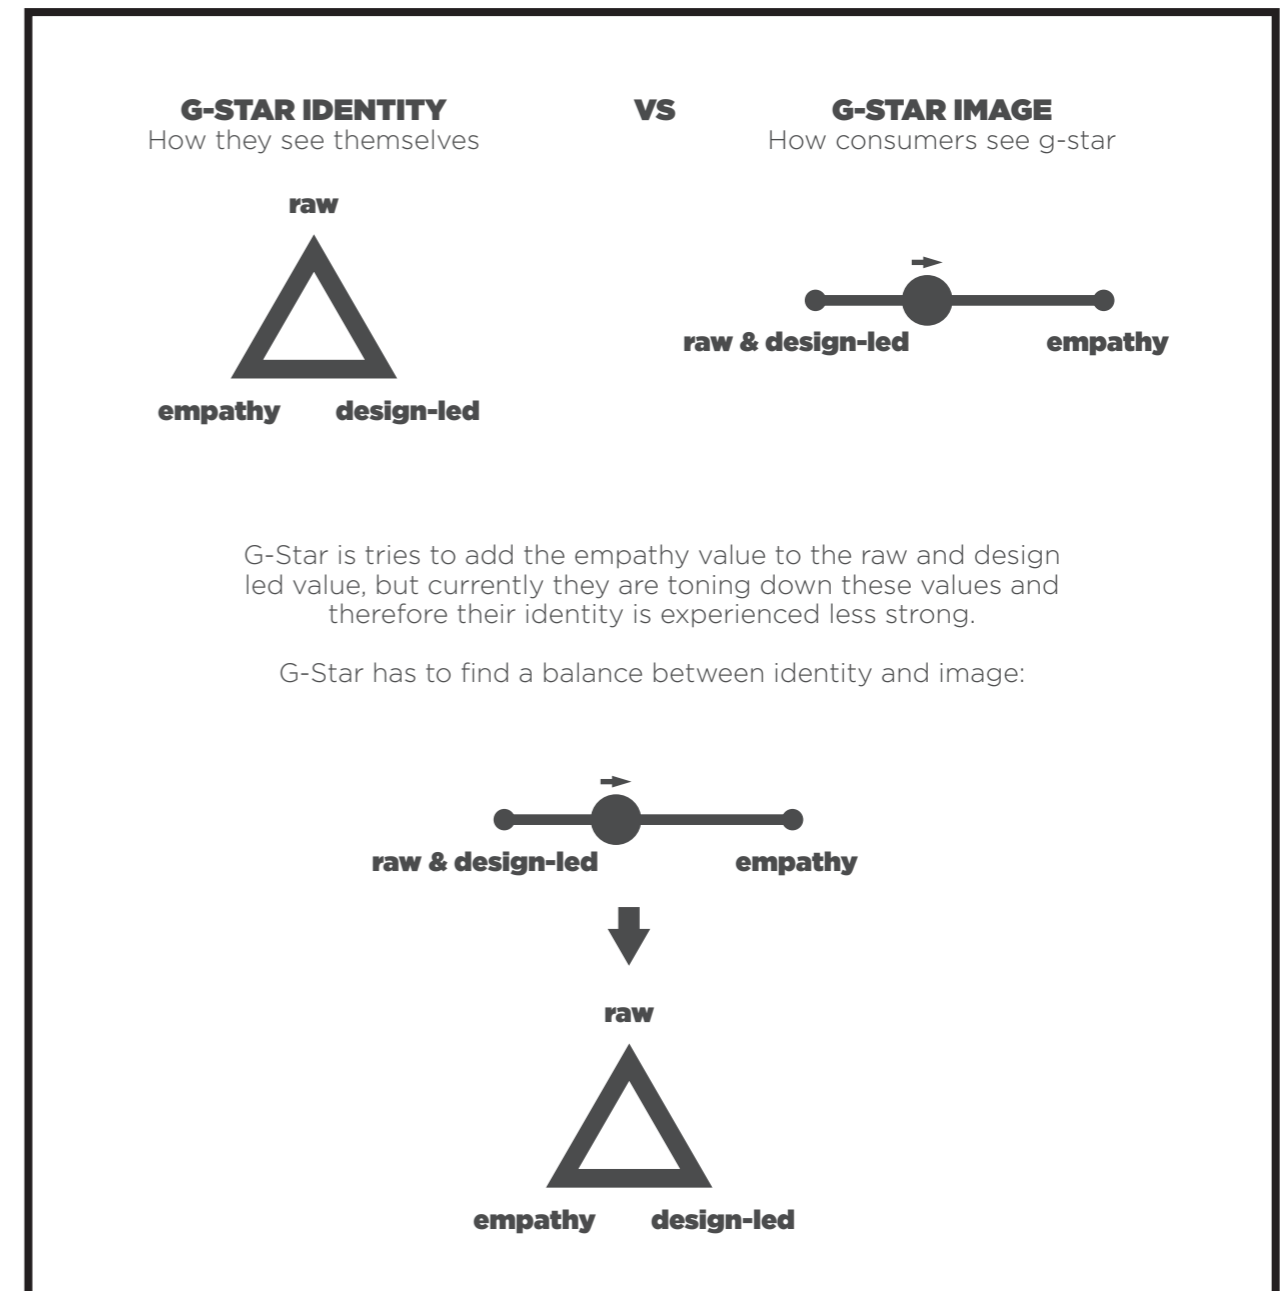 G-STAR IDENTITY
How they see themselves
VS
G-STAR IMAGE
How consumers see g-star
raw
empathy
design-led
raw & design-led
empathy
G-Star is tries to add the empathy value to the raw and design
led value, but currently they are toning down these values and
therefore their identity is experienced less strong.
G-Star has to find a balance between identity and image:
raw & design-led
empathy
raw
empathy
design-led